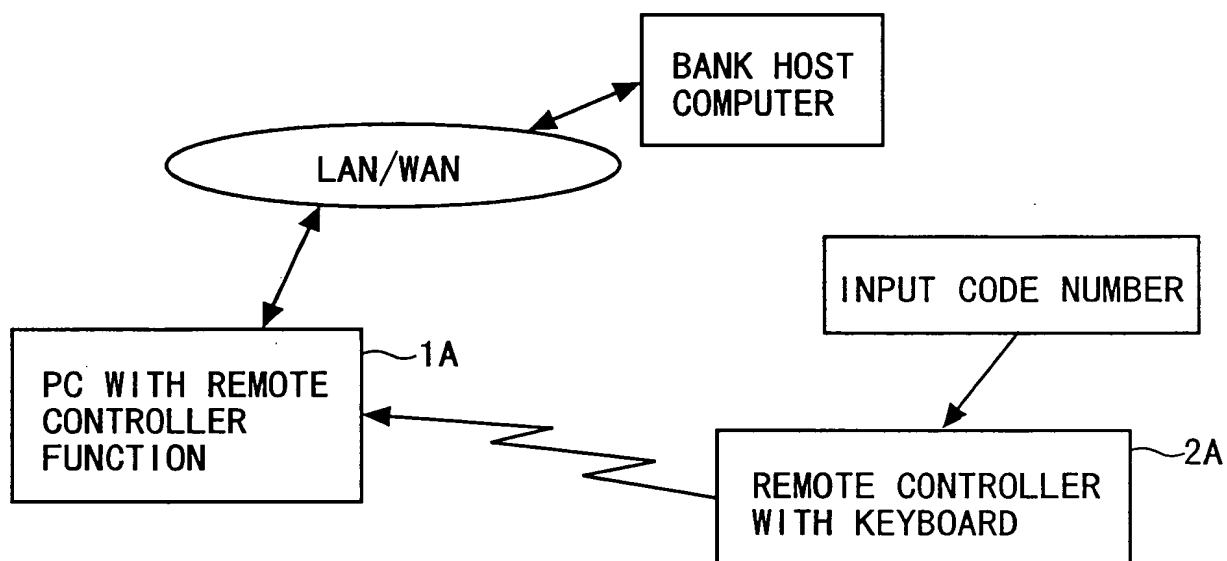 BANK HOST
COMPUTER
LAN/WAN
INPUT CODE NUMBER
1A
PC WITH REMOTE
CONTROLLER
FUNCTION
2A
REMOTE CONTROLLER
WITH KEYBOARD